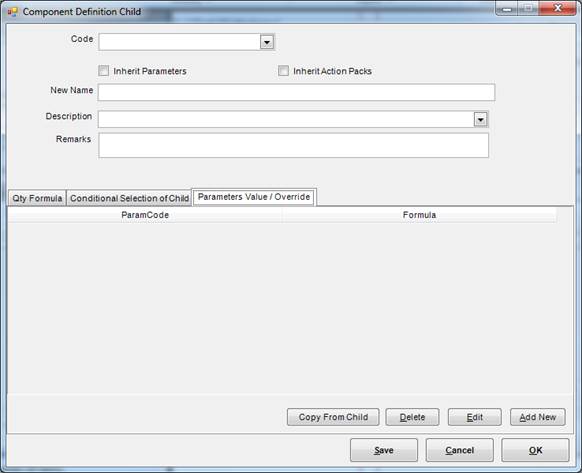 Component Definition Child
Code
Inherit Parameters Inherit Action Packs
New Name
Description
Remarks
Qty Formula Conditional Selection of Child Parameters Value / Override
ParamCode Formula
Copy From Child Delete Edit Add New
Save Cancel OK